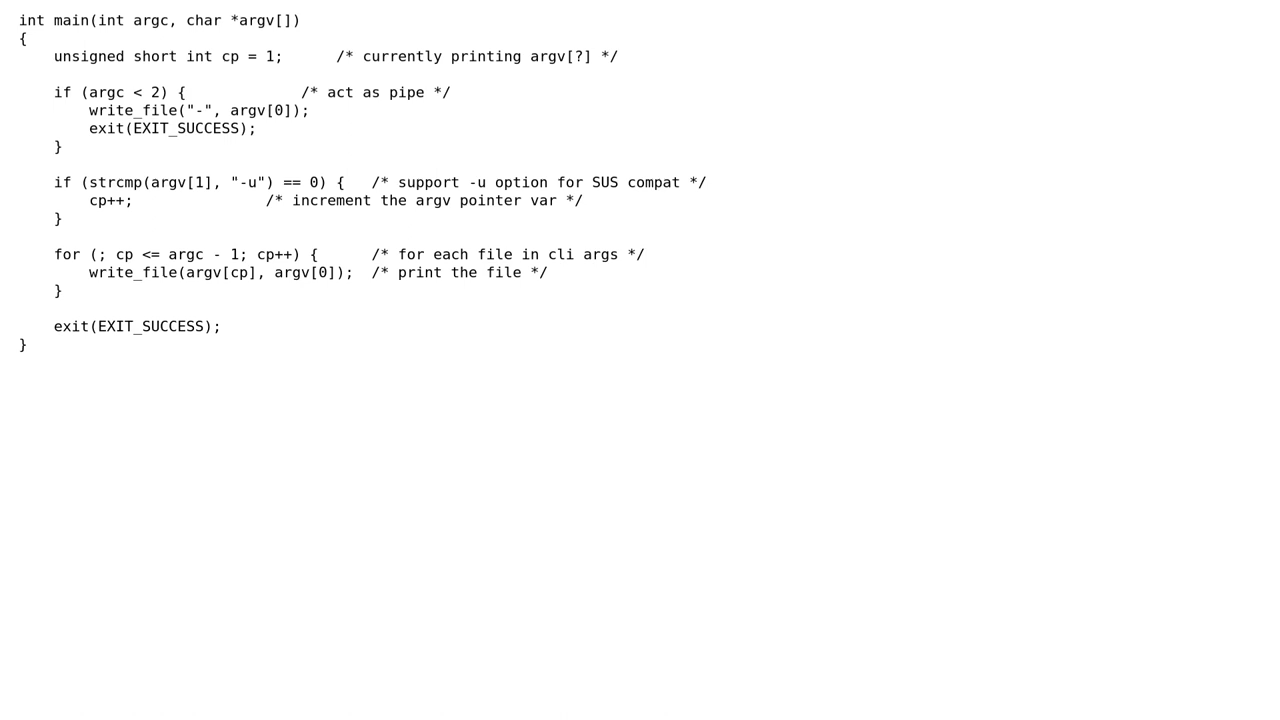 int main(int argc, char *argv[])
{
    unsigned short int cp = 1;      /* currently printing argv[?] */

    if (argc < 2) {             /* act as pipe */
        write_file("-", argv[0]);
        exit(EXIT_SUCCESS);
    }

    if (strcmp(argv[1], "-u") == 0) {   /* support -u option for SUS compat */
        cp++;               /* increment the argv pointer var */
    }

    for (; cp <= argc - 1; cp++) {      /* for each file in cli args */
        write_file(argv[cp], argv[0]);  /* print the file */
    }

    exit(EXIT_SUCCESS);
}